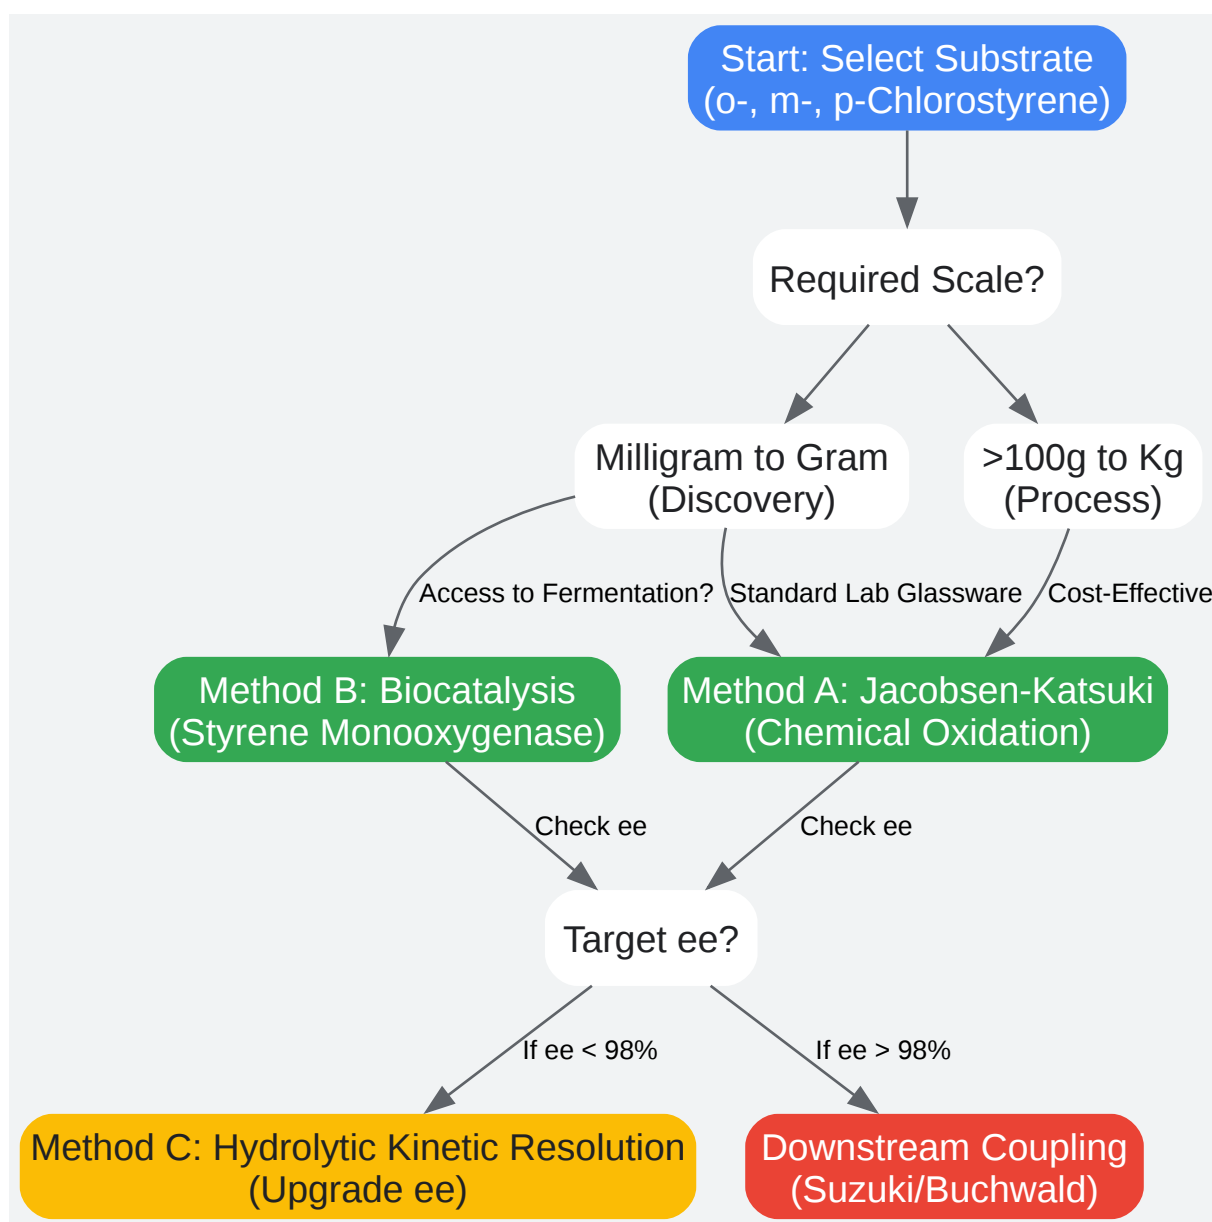 Start: Select Substrate
(o-, m-, p-Chlorostyrene)
Required Scale?
Milligram to Gram
(Discovery)
>100g to Kg
(Process)
Access to Fermentation?
Standard Lab Glassware
Cost-Effective
Method B: Biocatalysis
(Styrene Monooxygenase)
Method A: Jacobsen-Katsuki
(Chemical Oxidation)
Check ee
Check ee
Target ee?
If ee < 98%
If ee > 98%
Method C: Hydrolytic Kinetic Resolution
(Upgrade ee)
Downstream Coupling
(Suzuki/Buchwald)